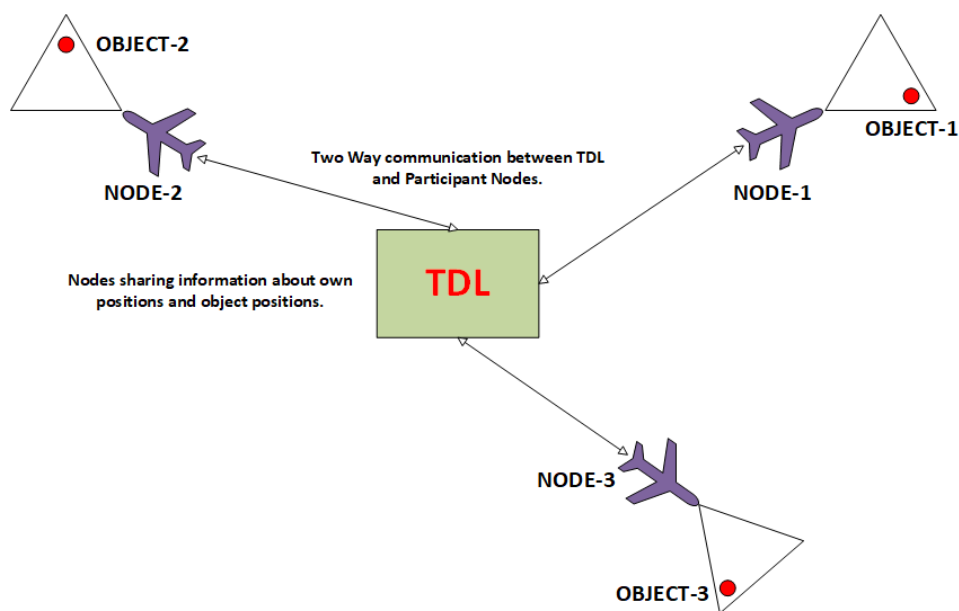 OBJECT-2
OBJECT-1
Two Way communication between TDL
and Participant Nodes.
NODE-2
NODE-1
Nodes sharing information about own
positions and object positions.
TDL
NODE-3
OBJECT-3